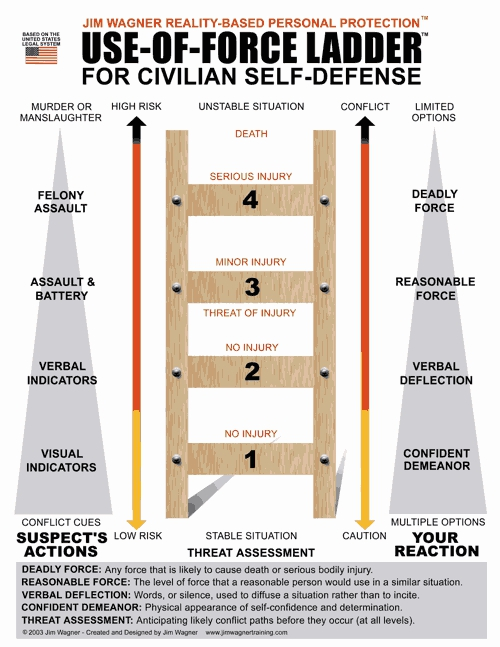 JIM WAGNER REALITY-BASED PERSONAL PROTECTION™
BASED ON THE
UNITED STATES
LEGAL SYSTEM
USE-OF-FORCE LADDER™
FOR CIVILIAN SELF-DEFENSE
MURDER OR
MANSLAUGHTER
HIGH RISK
UNSTABLE SITUATION
CONFLICT
LIMITED
OPTIONS
DEATH
SERIOUS INJURY
FELONY
ASSAULT
4
DEADLY
FORCE
MINOR INJURY
ASSAULT &
BATTERY
3
REASONABLE
FORCE
THREAT OF INJURY
NO INJURY
VERBAL
INDICATORS
2
VERBAL
DEFLECTION
NO INJURY
VISUAL
INDICATORS
1
CONFIDENT
DEMEANOR
CONFLICT CUES
MULTIPLE OPTIONS
SUSPECT'S
ACTIONS
LOW RISK
STABLE SITUATION
CAUTION
YOUR
REACTION
THREAT ASSESSMENT
DEADLY FORCE: Any force that is likely to cause death or serious bodily injury.
REASONABLE FORCE: The level of force that a reasonable person would use in a similar situation.
VERBAL DEFLECTION: Words, or silence, used to diffuse a situation rather than to incite.
CONFIDENT DEMEANOR: Physical appearance of self-confidence and determination.
THREAT ASSESSMENT: Anticipating likely conflict paths before they occur (at all levels).
© 2003 Jim Wagner - Created and Designed by Jim Wagner www.jimwagnertraining.com